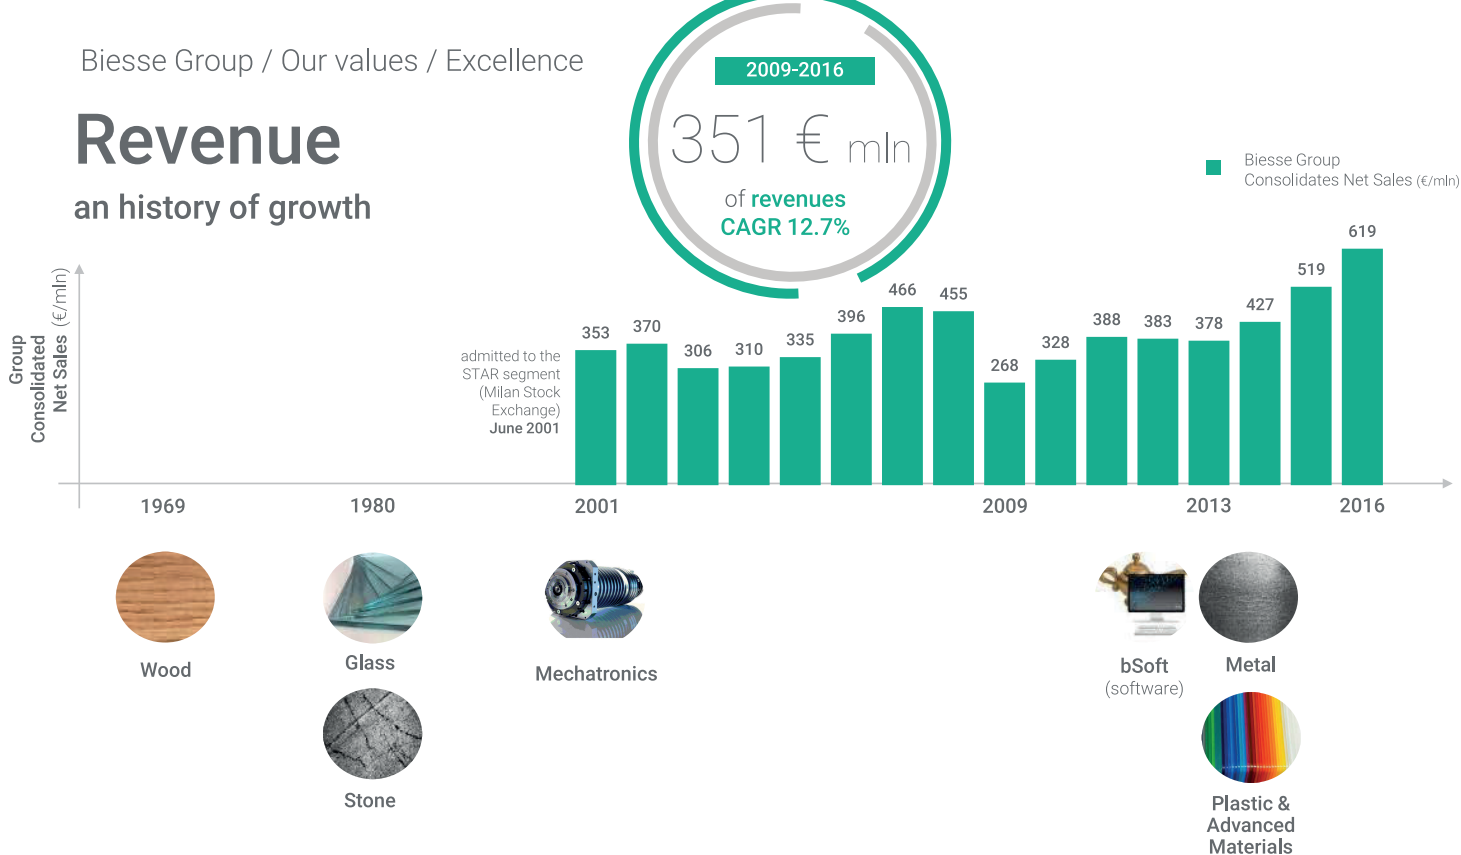 Biesse Group / Our values / Excellence
Revenue
an history of growth
2009-2016
351 € mln
of revenues
CAGR 12.7%
Biesse Group
Consolidates Net Sales (€/mln)
Group
Consolidated
Net Sales (€/mln)
admitted to the
STAR segment
(Milan Stock
Exchange)
June 2001
353
370
306
310
335
396
466
455
268
328
388
383
378
427
519
619
1969
1980
2001
2009
2013
2016
Wood
Glass
Stone
Mechatronics
bSoft
(software)
Metal
Plastic &
Advanced
Materials